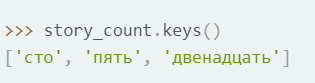 >>> story_count.keys()
['сто', 'пять', 'двенадцать']